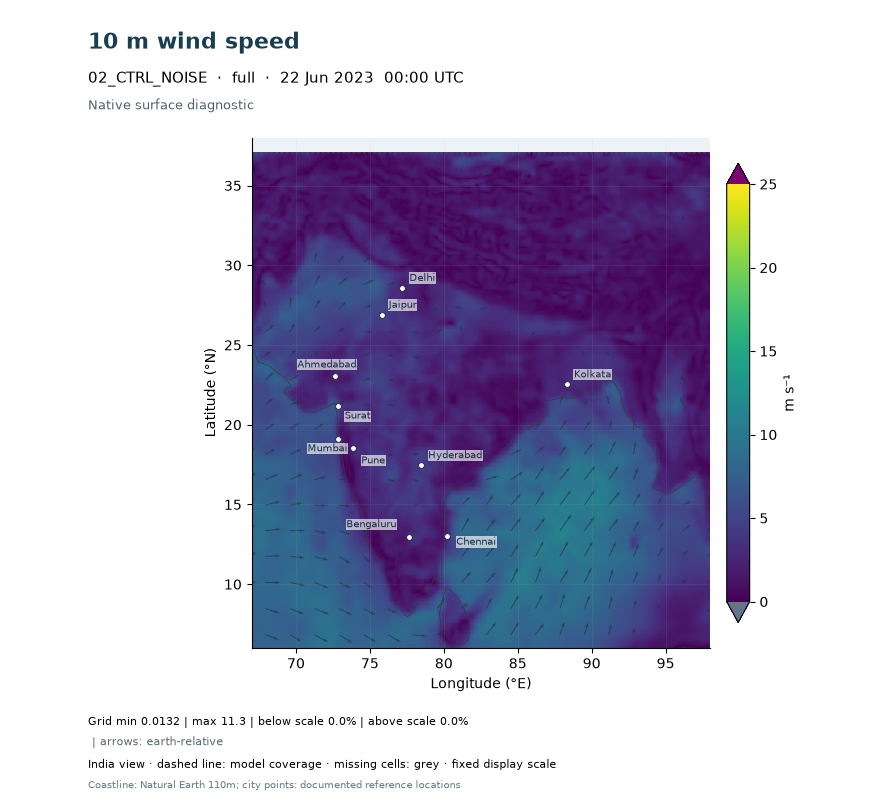 10 m wind speed
02_CTRL_NOISE · full · 22 Jun 2023 00:00 UTC
Native surface diagnostic
35
30
25
20
15
10
Latitude (°N)
Delhi
Jaipur
Ahmedabad
Surat
Kolkata
Mumbai
Pune
Hyderabad
Bengaluru
Chennai
70 75 80 85 90 95
Longitude (°E)
25
20
15
10
5
0
m s⁻¹
Grid min 0.0132 | max 11.3 | below scale 0.0% | above scale 0.0%
| arrows: earth-relative
India view · dashed line: model coverage · missing cells: grey · fixed display scale
Coastline: Natural Earth 110m; city points: documented reference locations